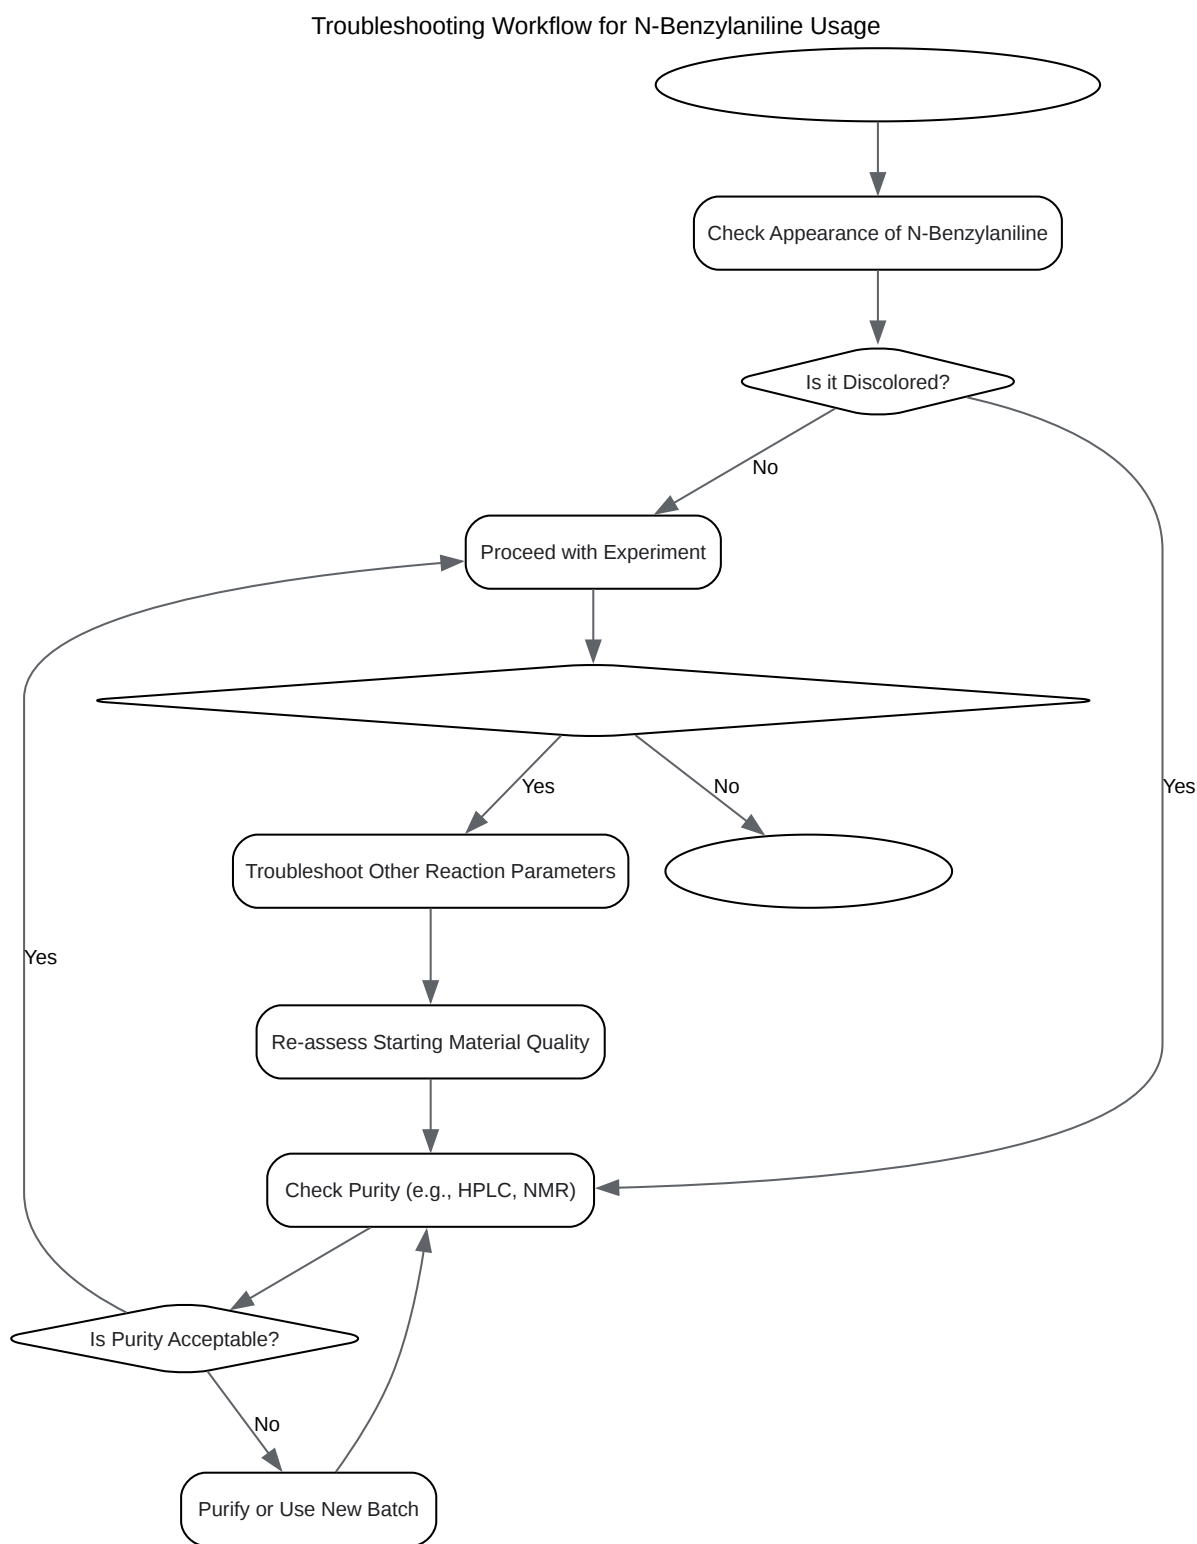 Troubleshooting Workflow for N-Benzylaniline Usage
Check Appearance of N-Benzylaniline
Is it Discolored?
No
Proceed with Experiment
Yes
No
Yes
Troubleshoot Other Reaction Parameters
Yes
Re-assess Starting Material Quality
Check Purity (e.g., HPLC, NMR)
Is Purity Acceptable?
No
Purify or Use New Batch